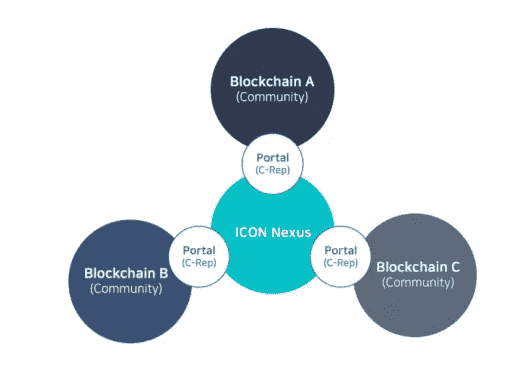 Blockchain A
(Community)
Portal
(C-Rep)
ICON Nexus
Portal
(C-Rep)
Portal
(C-Rep)
Blockchain B
(Community)
Blockchain C
(Community)